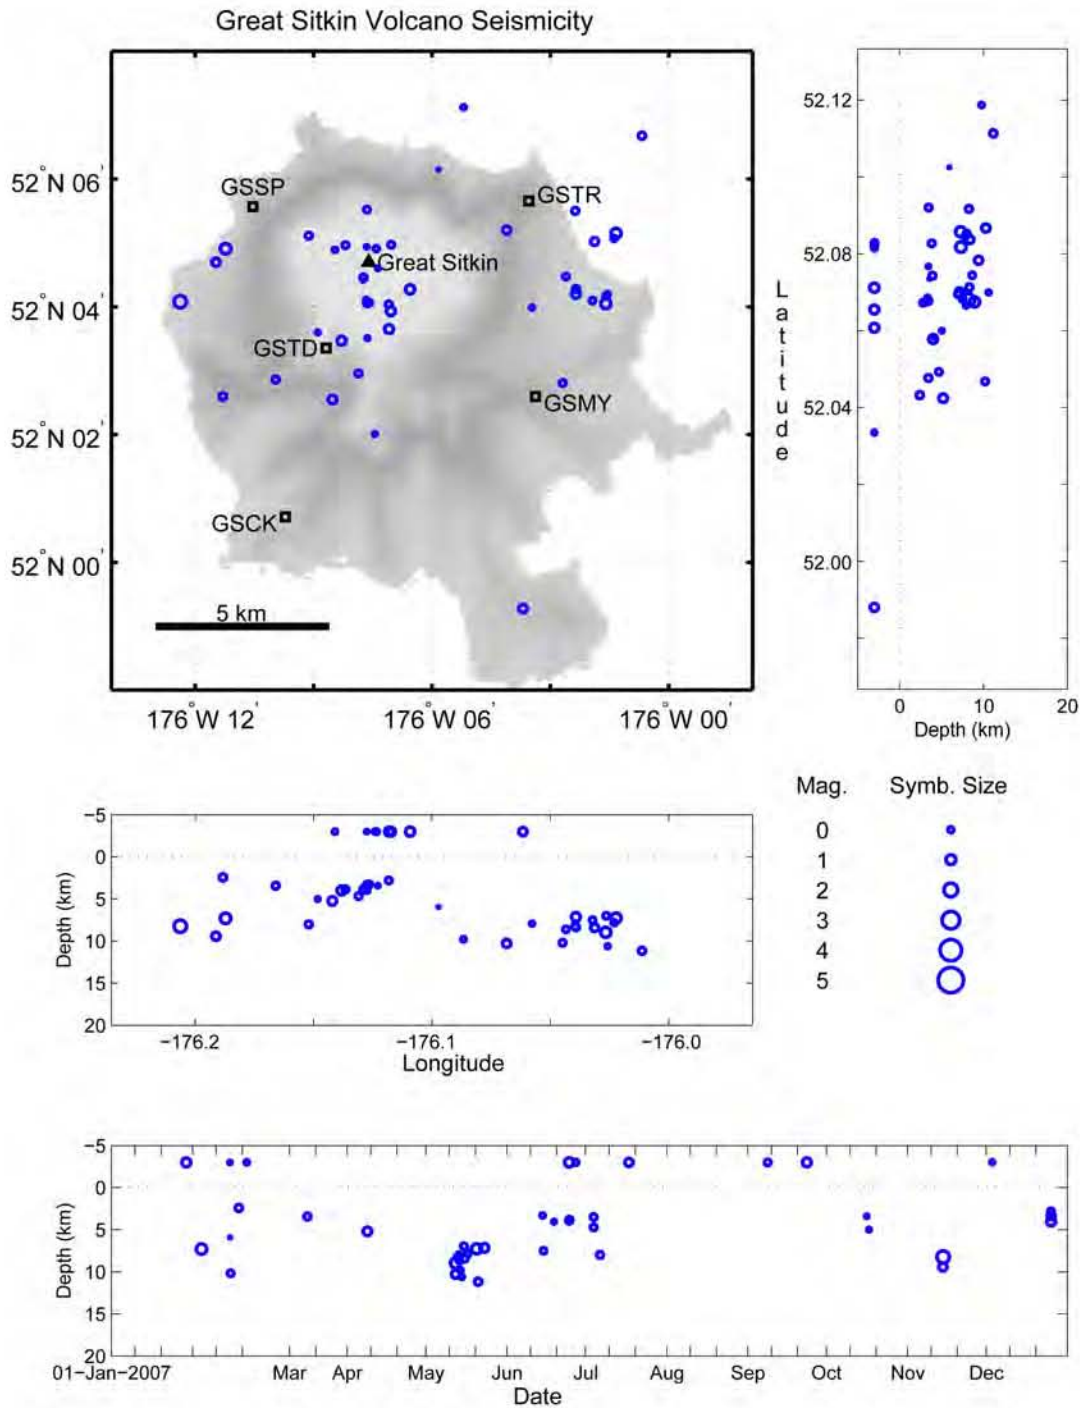 Great Sitkin Volcano Seismicity
52°N 06'
52°N 04'
52°N 02'
52°N 00'
GSSP
GSTR
Great Sitkin
GSTD
GSMY
GSCK
5 km
176°W 12'
176°W 06'
176°W 00'
52.12
52.08
52.04
52.00
Latitude
0
10
20
Depth (km)
−5
0
5
10
15
20
Depth (km)
−176.2
−176.1
−176.0
Longitude
Mag. Symb. Size
0
1
2
3
4
5
−5
0
5
10
15
20
Depth (km)
01−Jan−2007 Mar Apr May Jun Jul Aug Sep Oct Nov Dec
Date